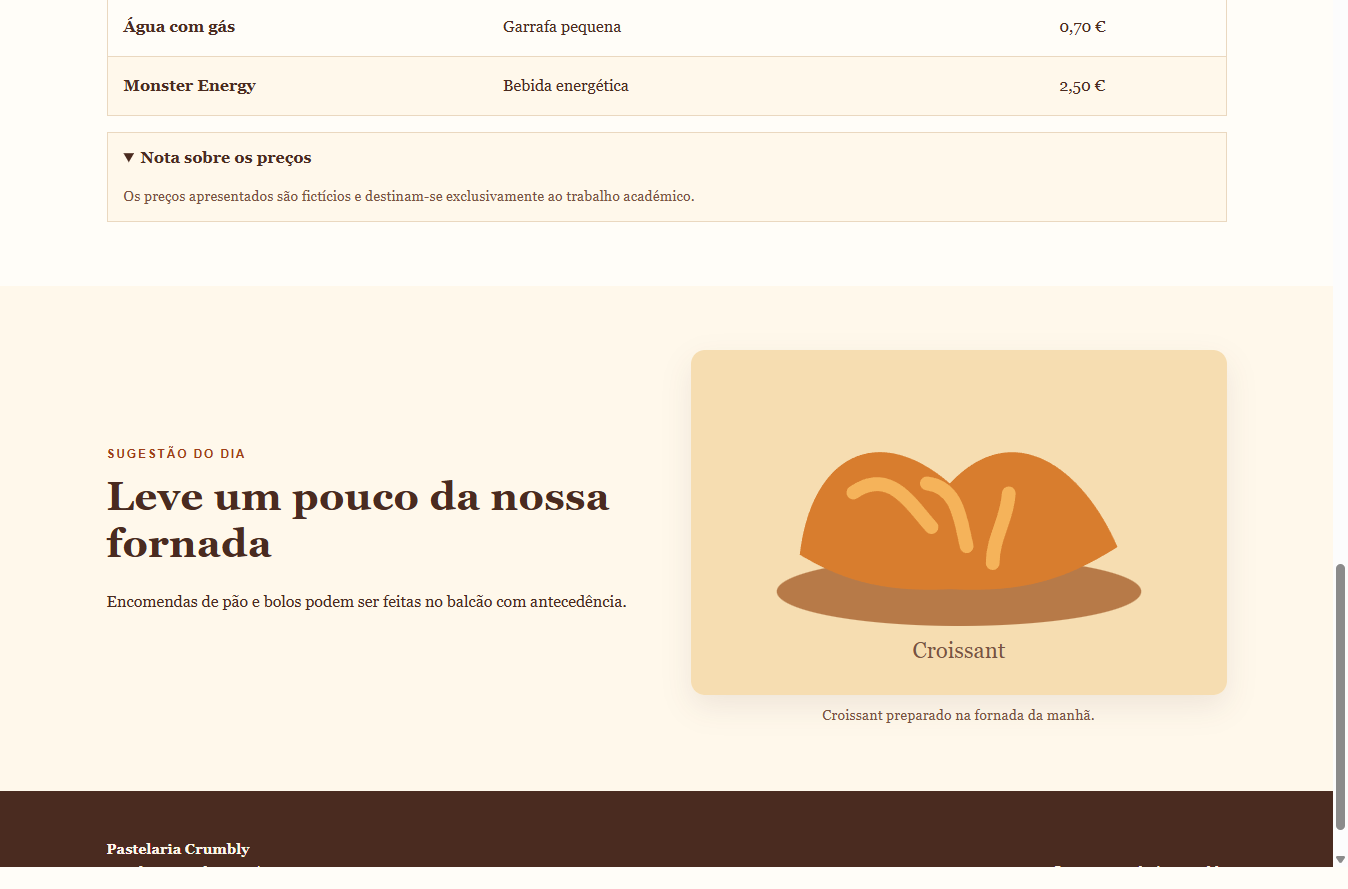 Água com gás Garrafa pequena 0,70 €
Monster Energy Bebida energética 2,50 €
▼ Nota sobre os preços
Os preços apresentados são fictícios e destinam-se exclusivamente ao trabalho académico.
SUGESTÃO DO DIA
Leve um pouco da nossa
fornada
Encomendas de pão e bolos podem ser feitas no balcão com antecedência.
Croissant
Croissant preparado na fornada da manhã.
Pastelaria Crumbly